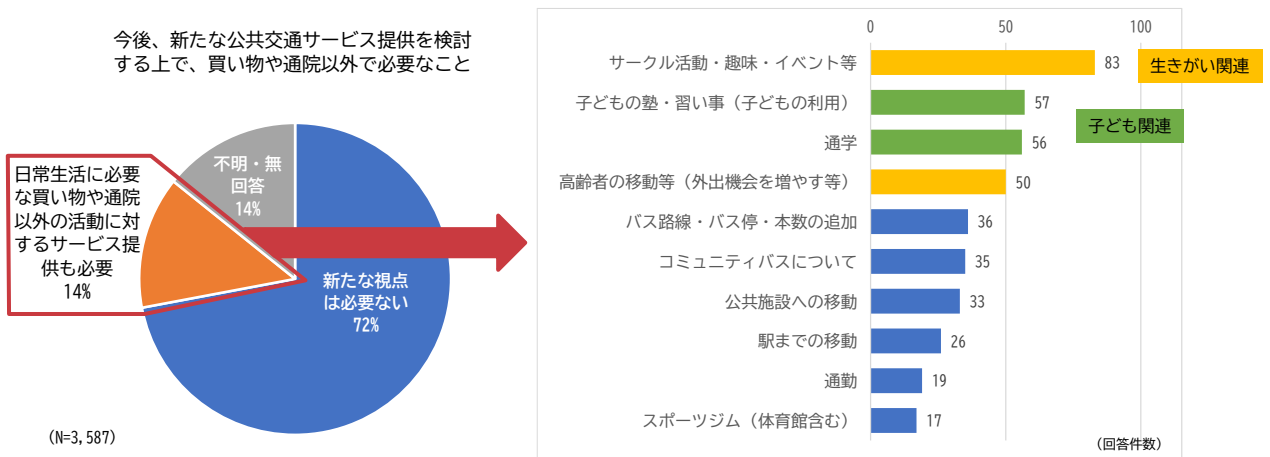 今後、新たな公共交通サービス提供を検討
する上で、買い物や通院以外で必要なこと
不明・無
回答
14%
日常生活に必要
な買い物や通院
以外の活動に対
するサービス提
供も必要
14%
新たな視点
は必要ない
72%
(N=3,587)
0 50 100
サークル活動・趣味・イベント等 83
生きがい関連
子どもの塾・習い事（子どもの利用） 57
子ども関連
通学 56
高齢者の移動等（外出機会を増やす等） 50
バス路線・バス停・本数の追加 36
コミュニティバスについて 35
公共施設への移動 33
駅までの移動 26
通勤 19
スポーツジム（体育館含む） 17
(回答件数)